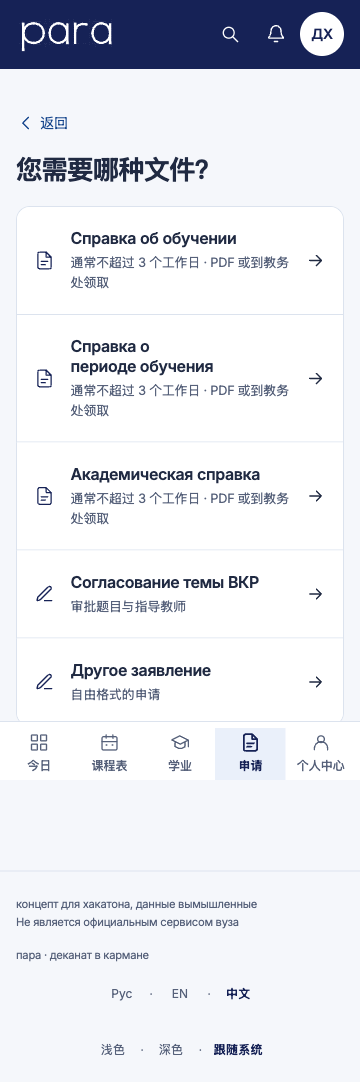 para
ДХ
返回
您需要哪种文件?
Справка об обучении
通常不超过 3 个工作日 · PDF 或到教务
处领取
Справка о
периоде обучения
通常不超过 3 个工作日 · PDF 或到教务
处领取
Академическая справка
通常不超过 3 个工作日 · PDF 或到教务
处领取
Согласование темы ВКР
审批题目与指导教师
Другое заявление
自由格式的申请
今日 课程表 学业 申请 个人中心
концепт для хакатона, данные вымышленные
Не является официальным сервисом вуза
пара · деканат в кармане
Рус · EN · 中文
浅色 · 深色 · 跟随系统